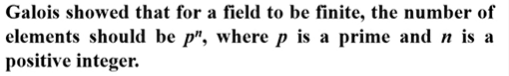 Galois showed that for a field to be finite, the number of
elements should be pⁿ, where p is a prime and n is a
positive integer.